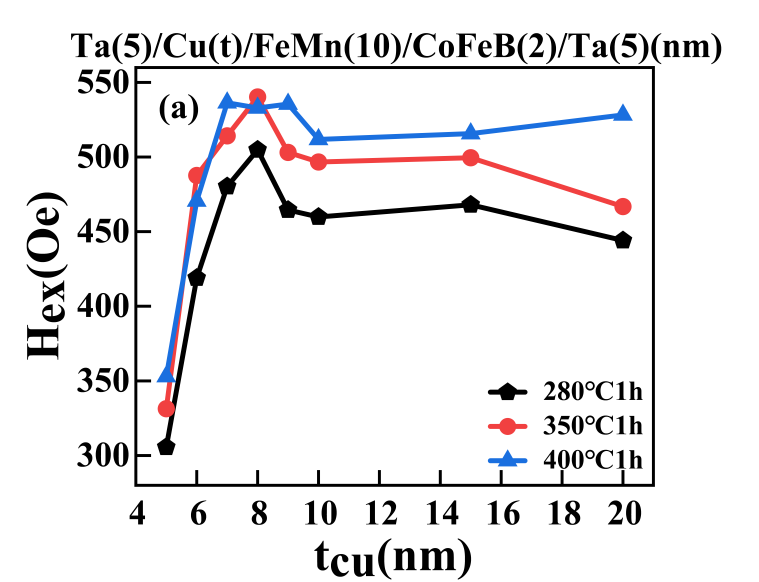 Ta(5)/Cu(t)/FeMn(10)/CoFeB(2)/Ta(5)(nm)
(a)
550
500
450
400
350
300
Hex(Oe)
280°C1h
350°C1h
400°C1h
4 6 8 10 12 14 16 18 20
tcu(nm)